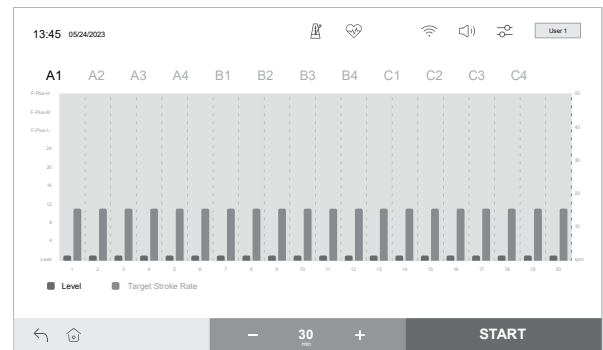 13:45 05/24/2023 User 1
A1 A2 A3 A4 B1 B2 B3 B4 C1 C2 C3 C4
F-Plus-H 50
F-Plus-M
40
F-Plus-L
24
30
20
16
20
12
8
10
4
Level spm
1 2 3 4 5 6 7 8 9 10 11 12 13 14 15 16 17 18 19 20
Level Target Stroke Rate
− 30 + START
min